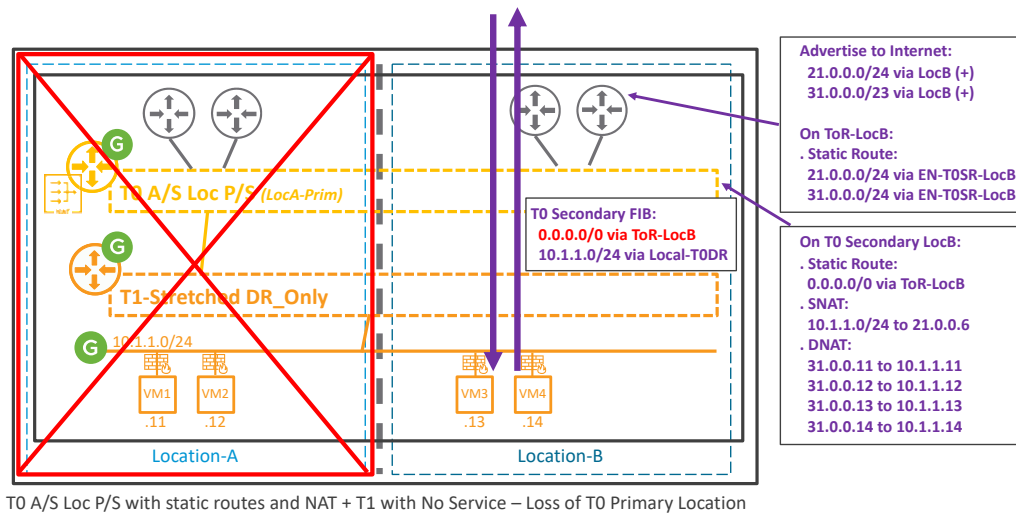 Advertise to Internet:
21.0.0.0/24 via LocB (+)
31.0.0.0/23 via LocB (+)
On ToR-LocB:
. Static Route:
21.0.0.0/24 via EN-T0SR-LocB
31.0.0.0/24 via EN-T0SR-LocB
G
T0 A/S Loc P/S (LocA-Prim)
T0 Secondary FIB:
0.0.0.0/0 via ToR-LocB
10.1.1.0/24 via Local-T0DR
On T0 Secondary LocB:
. Static Route:
0.0.0.0/0 via ToR-LocB
. SNAT:
10.1.1.0/24 to 21.0.0.6
. DNAT:
31.0.0.11 to 10.1.1.11
31.0.0.12 to 10.1.1.12
31.0.0.13 to 10.1.1.13
31.0.0.14 to 10.1.1.14
G
T1-Stretched DR_Only
G
10.1.1.0/24
VM1 VM2 VM3 VM4
.11 .12 .13 .14
Location-A Location-B
T0 A/S Loc P/S with static routes and NAT + T1 with No Service – Loss of T0 Primary Location